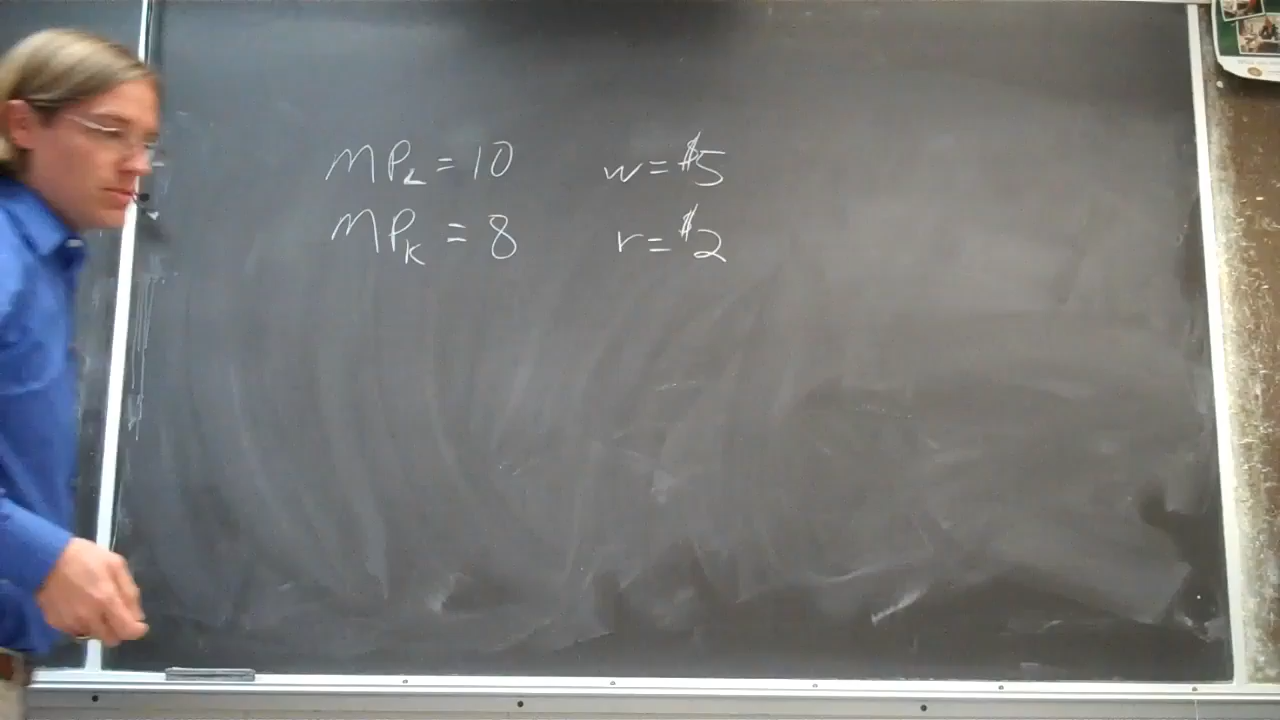 MP_L = 10 w = $5
MP_K = 8 r = $2